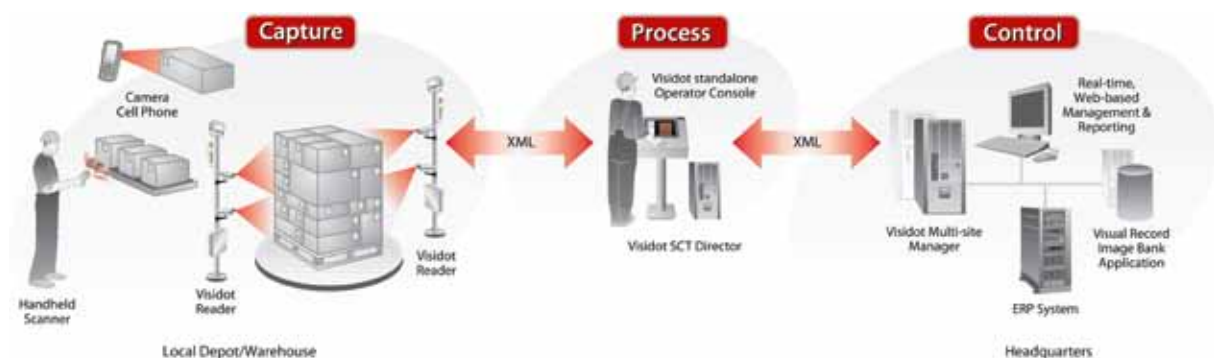 Capture
Process
Control
Camera
Cell Phone
Handheld
Scanner
Visidot
Reader
Visidot
Reader
Local Depot/Warehouse
XML
Visidot standalone
Operator Console
Visidot SCT Director
XML
Real-time,
Web-based
Management &
Reporting
Visidot Multi-site
Manager
ERP System
Visual Record
Image Bank
Application
Headquarters